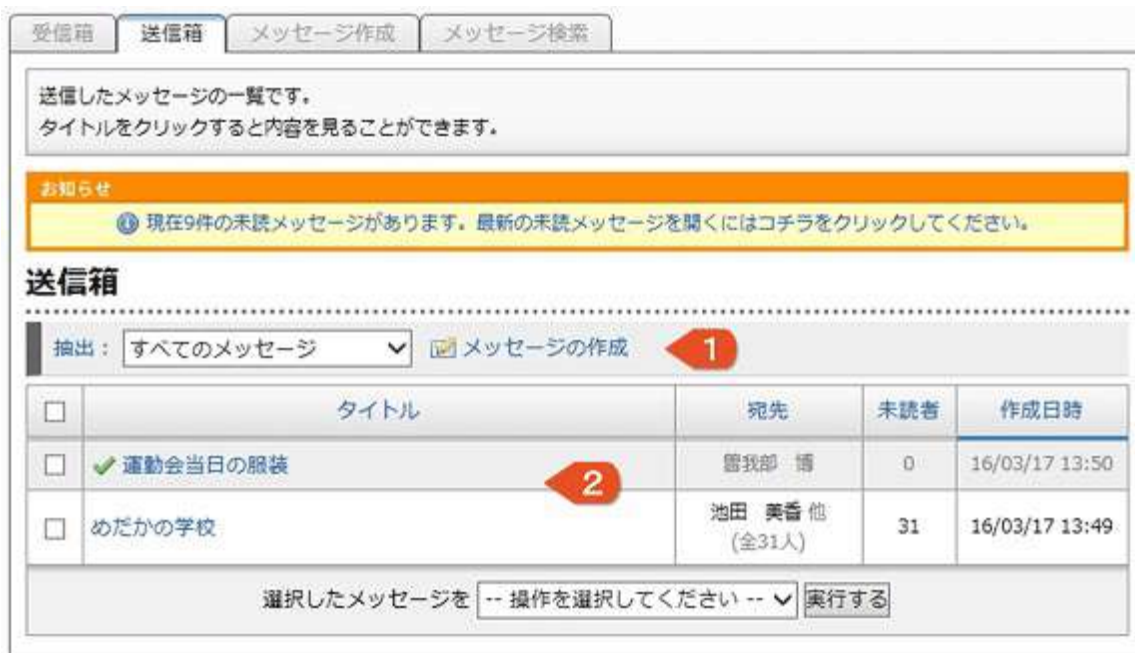 受信箱 送信箱 メッセージ作成 メッセージ検索
送信したメッセージの一覧です。
タイトルをクリックすると内容を見ることができます。
お知らせ
現在9件の未読メッセージがあります。最新の未読メッセージを開くにはコチラをクリックしてください。
送信箱
抽出： すべてのメッセージ メッセージの作成 1
タイトル 宛先 未読者 作成日時
運動会当日の服装 曽我部 博 0 16/03/17 13:50
2
めだかの学校 池田 美香 他 31 16/03/17 13:49
(全31人)
選択したメッセージを -- 操作を選択してください -- 実行する